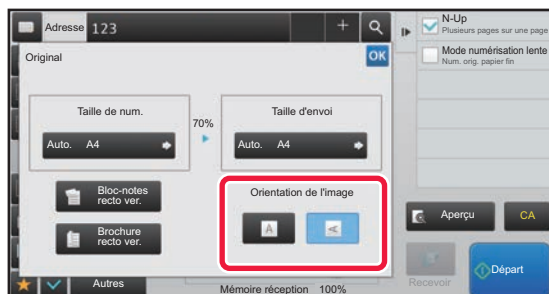 Adresse 123
Original
OK
Taille de num.
Auto. A4
70%
Taille d'envoi
Auto. A4
Bloc-notes
recto ver.
Brochure
recto ver.
Orientation de l'image
A
A
Autres
Mémoire réception 100%
N-Up
Plusieurs pages sur une page
Mode numérisation lente
Num. orig. papier fin
Aperçu
CA
Recevoir
Départ